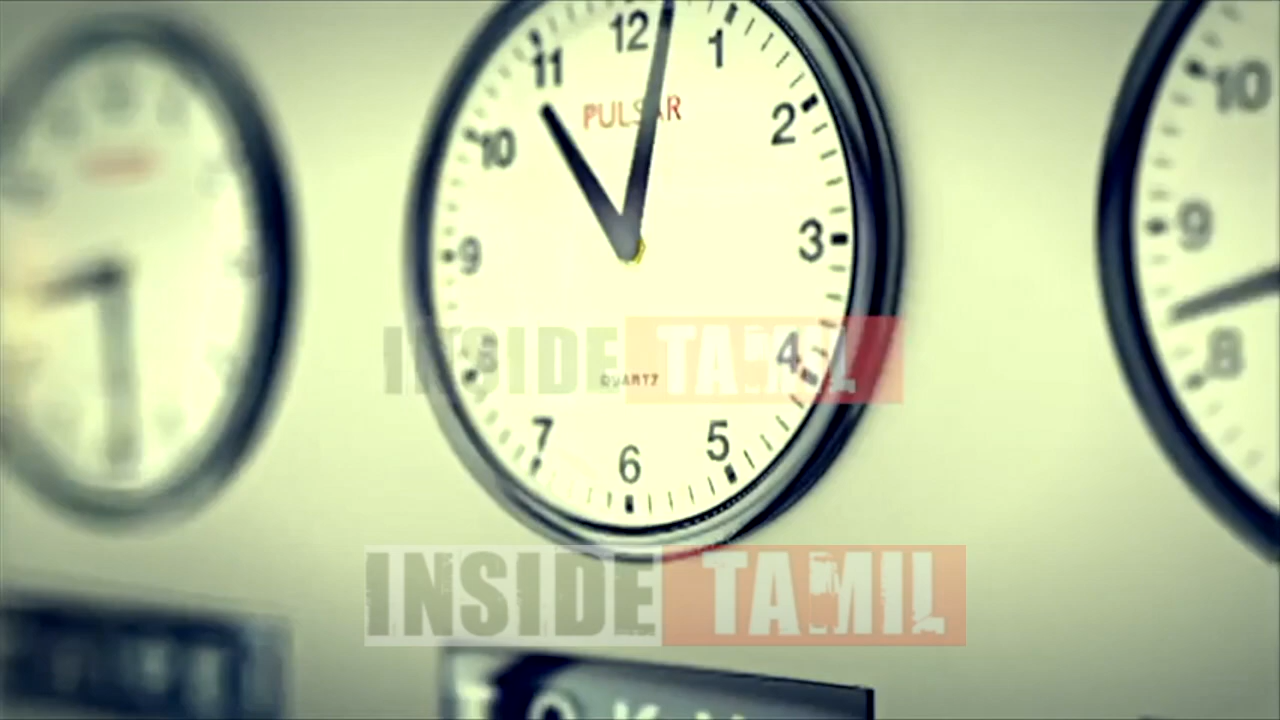 12
11 1
PULSAR
10 2
10
9 3
9
8 4
8
QUARTZ
INSIDE TAMIL
7 5
6
INSIDE TAMIL